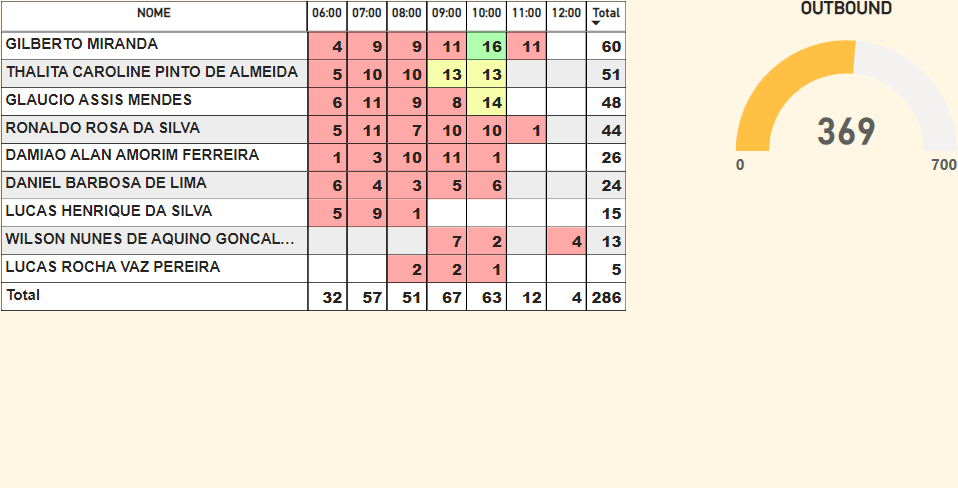 NOME 06:00 07:00 08:00 09:00 10:00 11:00 12:00 Total
GILBERTO MIRANDA 4 9 9 11 16 11 60
THALITA CAROLINE PINTO DE ALMEIDA 5 10 10 13 13 51
GLAUCIO ASSIS MENDES 6 11 9 8 14 48
RONALDO ROSA DA SILVA 5 11 7 10 10 1 44
DAMIAO ALAN AMORIM FERREIRA 1 3 10 11 1 26
DANIEL BARBOSA DE LIMA 6 4 3 5 6 24
LUCAS HENRIQUE DA SILVA 5 9 1 15
WILSON NUNES DE AQUINO GONCAL... 7 2 4 13
LUCAS ROCHA VAZ PEREIRA 2 2 1 5
Total 32 57 51 67 63 12 4 286
OUTBOUND
369
0 700